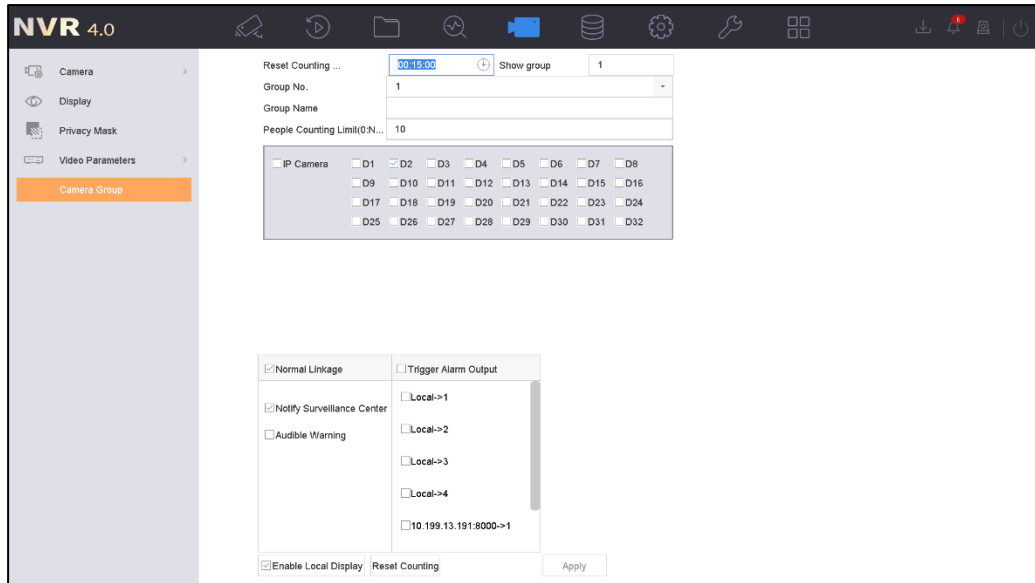 NVR 4.0
6
Camera
Display
Privacy Mask
Video Parameters
Camera Group
Reset Counting ... 00:15:00 Show group 1
Group No. 1
Group Name
People Counting Limit(0:N... 10
IP Camera D1 D2 D3 D4 D5 D6 D7 D8
D9 D10 D11 D12 D13 D14 D15 D16
D17 D18 D19 D20 D21 D22 D23 D24
D25 D26 D27 D28 D29 D30 D31 D32
Normal Linkage Trigger Alarm Output
Local->1
Notify Surveillance Center
Local->2
Audible Warning
Local->3
Local->4
10.199.13.191:8000->1
Enable Local Display Reset Counting Apply